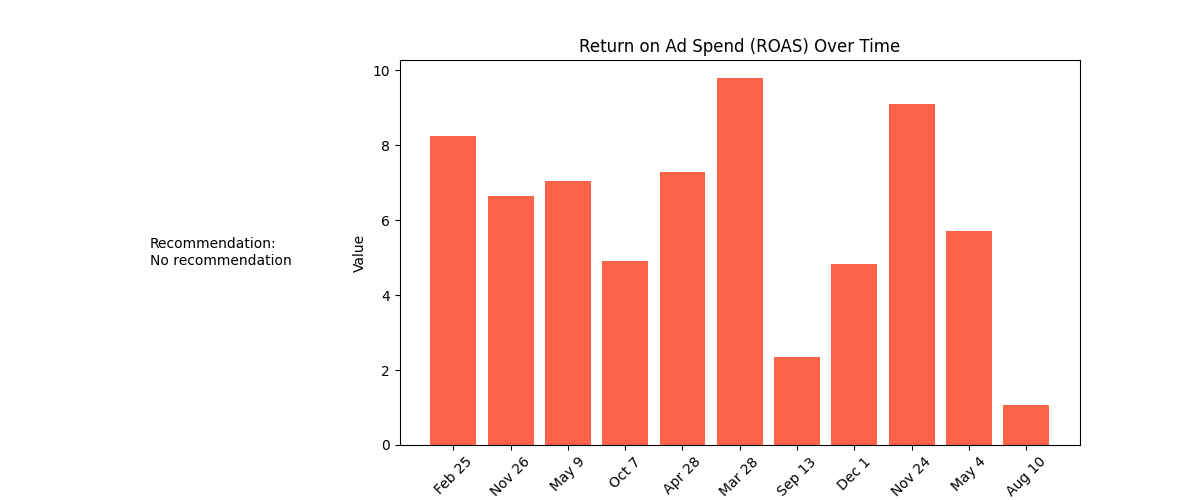 Return on Ad Spend (ROAS) Over Time
Recommendation:
No recommendation
Value
10
8
6
4
2
0
Feb 25
Nov 26
May 9
Oct 7
Apr 28
Mar 28
Sep 13
Dec 1
Nov 24
May 4
Aug 10